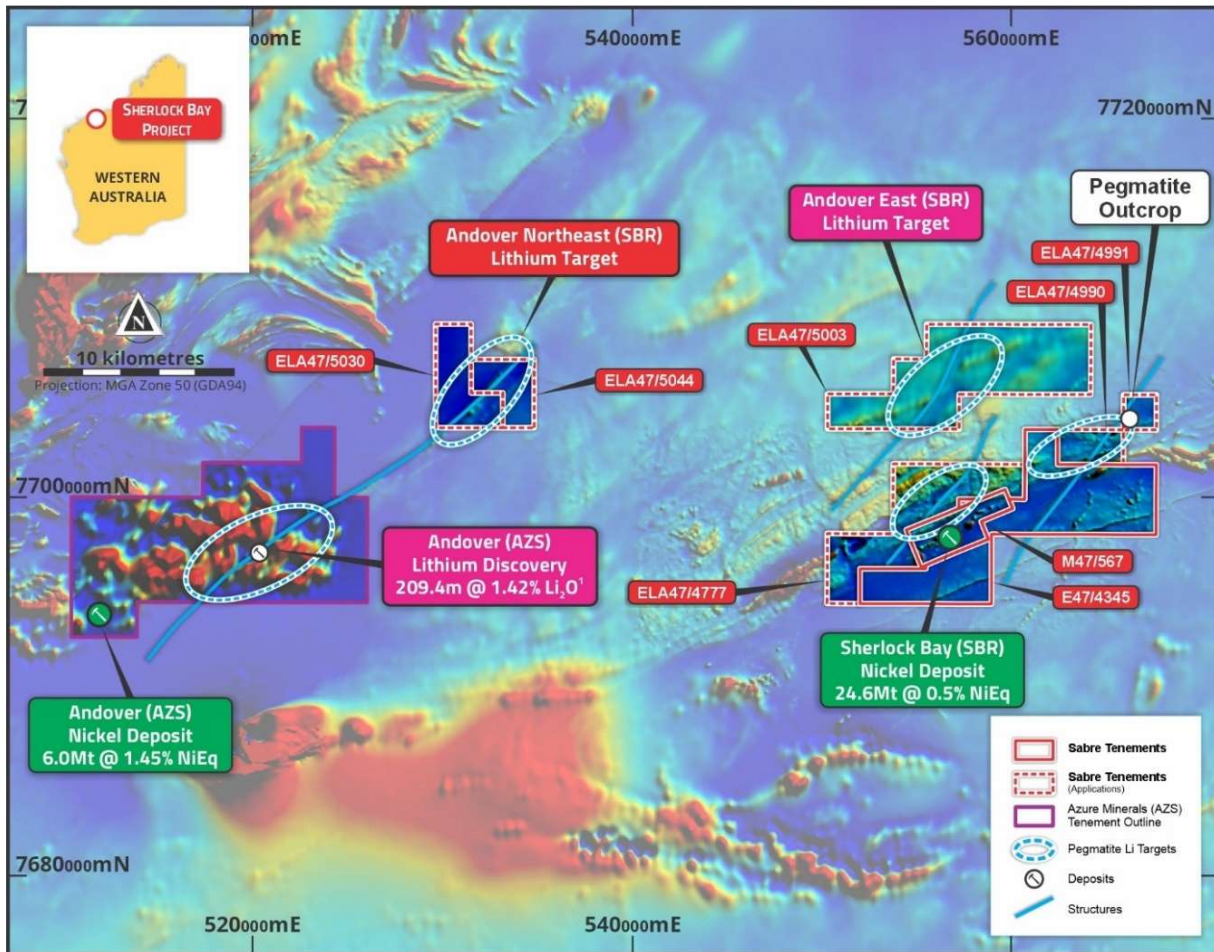 000mE
540000mE
560000mE
SHERLOCK BAY
PROJECT
WESTERN
AUSTRALIA
7720000mN
Pegmatite
Outcrop
Andover East (SBR)
Lithium Target
Andover Northeast (SBR)
Lithium Target
ELA47/4991
ELA47/4990
N
10 kilometres
Projection: MGA Zone 50 (GDA94)
ELA47/5030
ELA47/5044
ELA47/5003
7700000mN
Andover (AZS)
Lithium Discovery
209.4m @ 1.42% Li₂O¹
ELA47/4777
M47/567
E47/4345
Sherlock Bay (SBR)
Nickel Deposit
24.6Mt @ 0.5% NiEq
Andover (AZS)
Nickel Deposit
6.0Mt @ 1.45% NiEq
Sabre Tenements
Sabre Tenements
(Applications)
Azure Minerals (AZS)
Tenement Outline
Pegmatite Li Targets
Deposits
Structures
7680000mN
520000mE
540000mE
560000mE